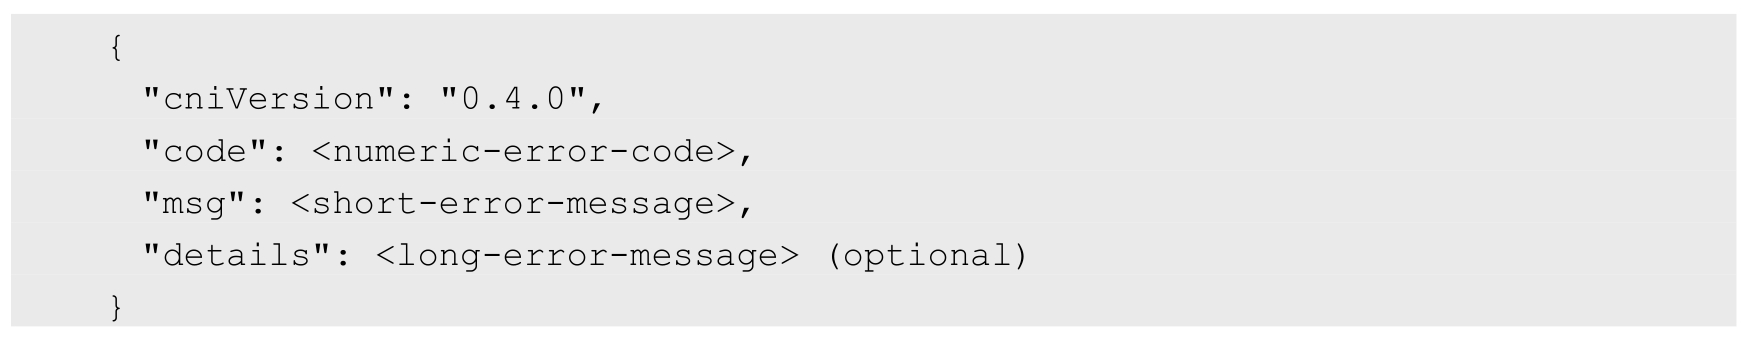 {
"cniVersion": "0.4.0",
"code": <numeric-error-code>,
"msg": <short-error-message>,
"details": <long-error-message> (optional)
}